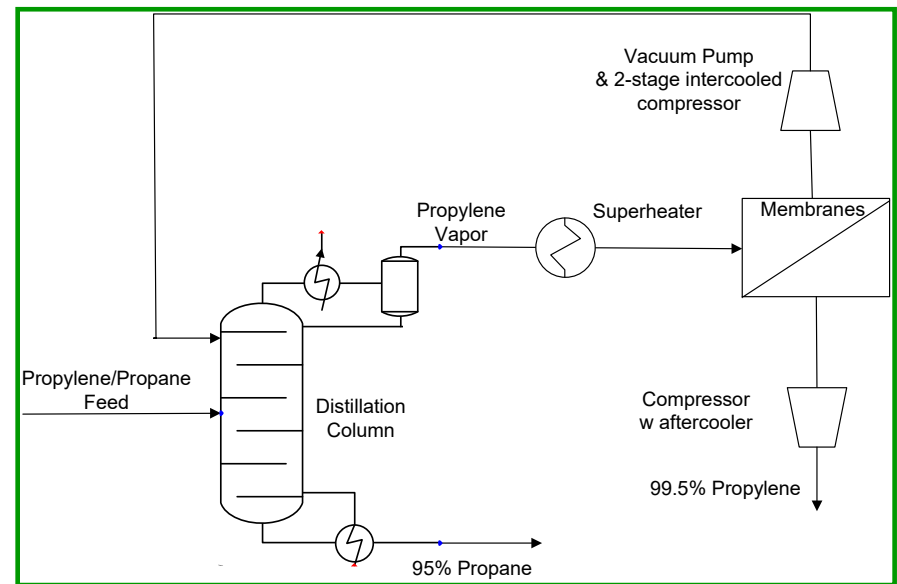 Vacuum Pump
& 2-stage intercooled
compressor
Propylene
Vapor
Superheater
Membranes
Propylene/Propane
Feed
Distillation
Column
Compressor
w aftercooler
99.5% Propylene
95% Propane